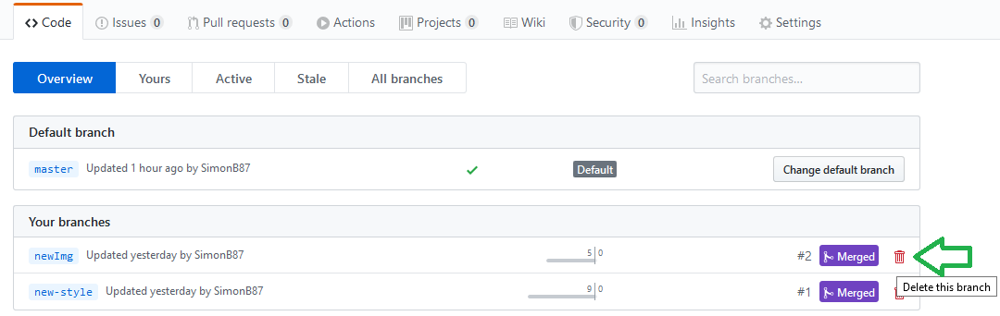 Code Issues 0 Pull requests 0 Actions Projects 0 Wiki Security 0 Insights Settings
Overview Yours Active Stale All branches Search branches...
Default branch
master Updated 1 hour ago by SimonB87 Default Change default branch
Your branches
newImg Updated yesterday by SimonB87 5 0 #2 Merged
new-style Updated yesterday by SimonB87 9 0 #1 Merged
Delete this branch